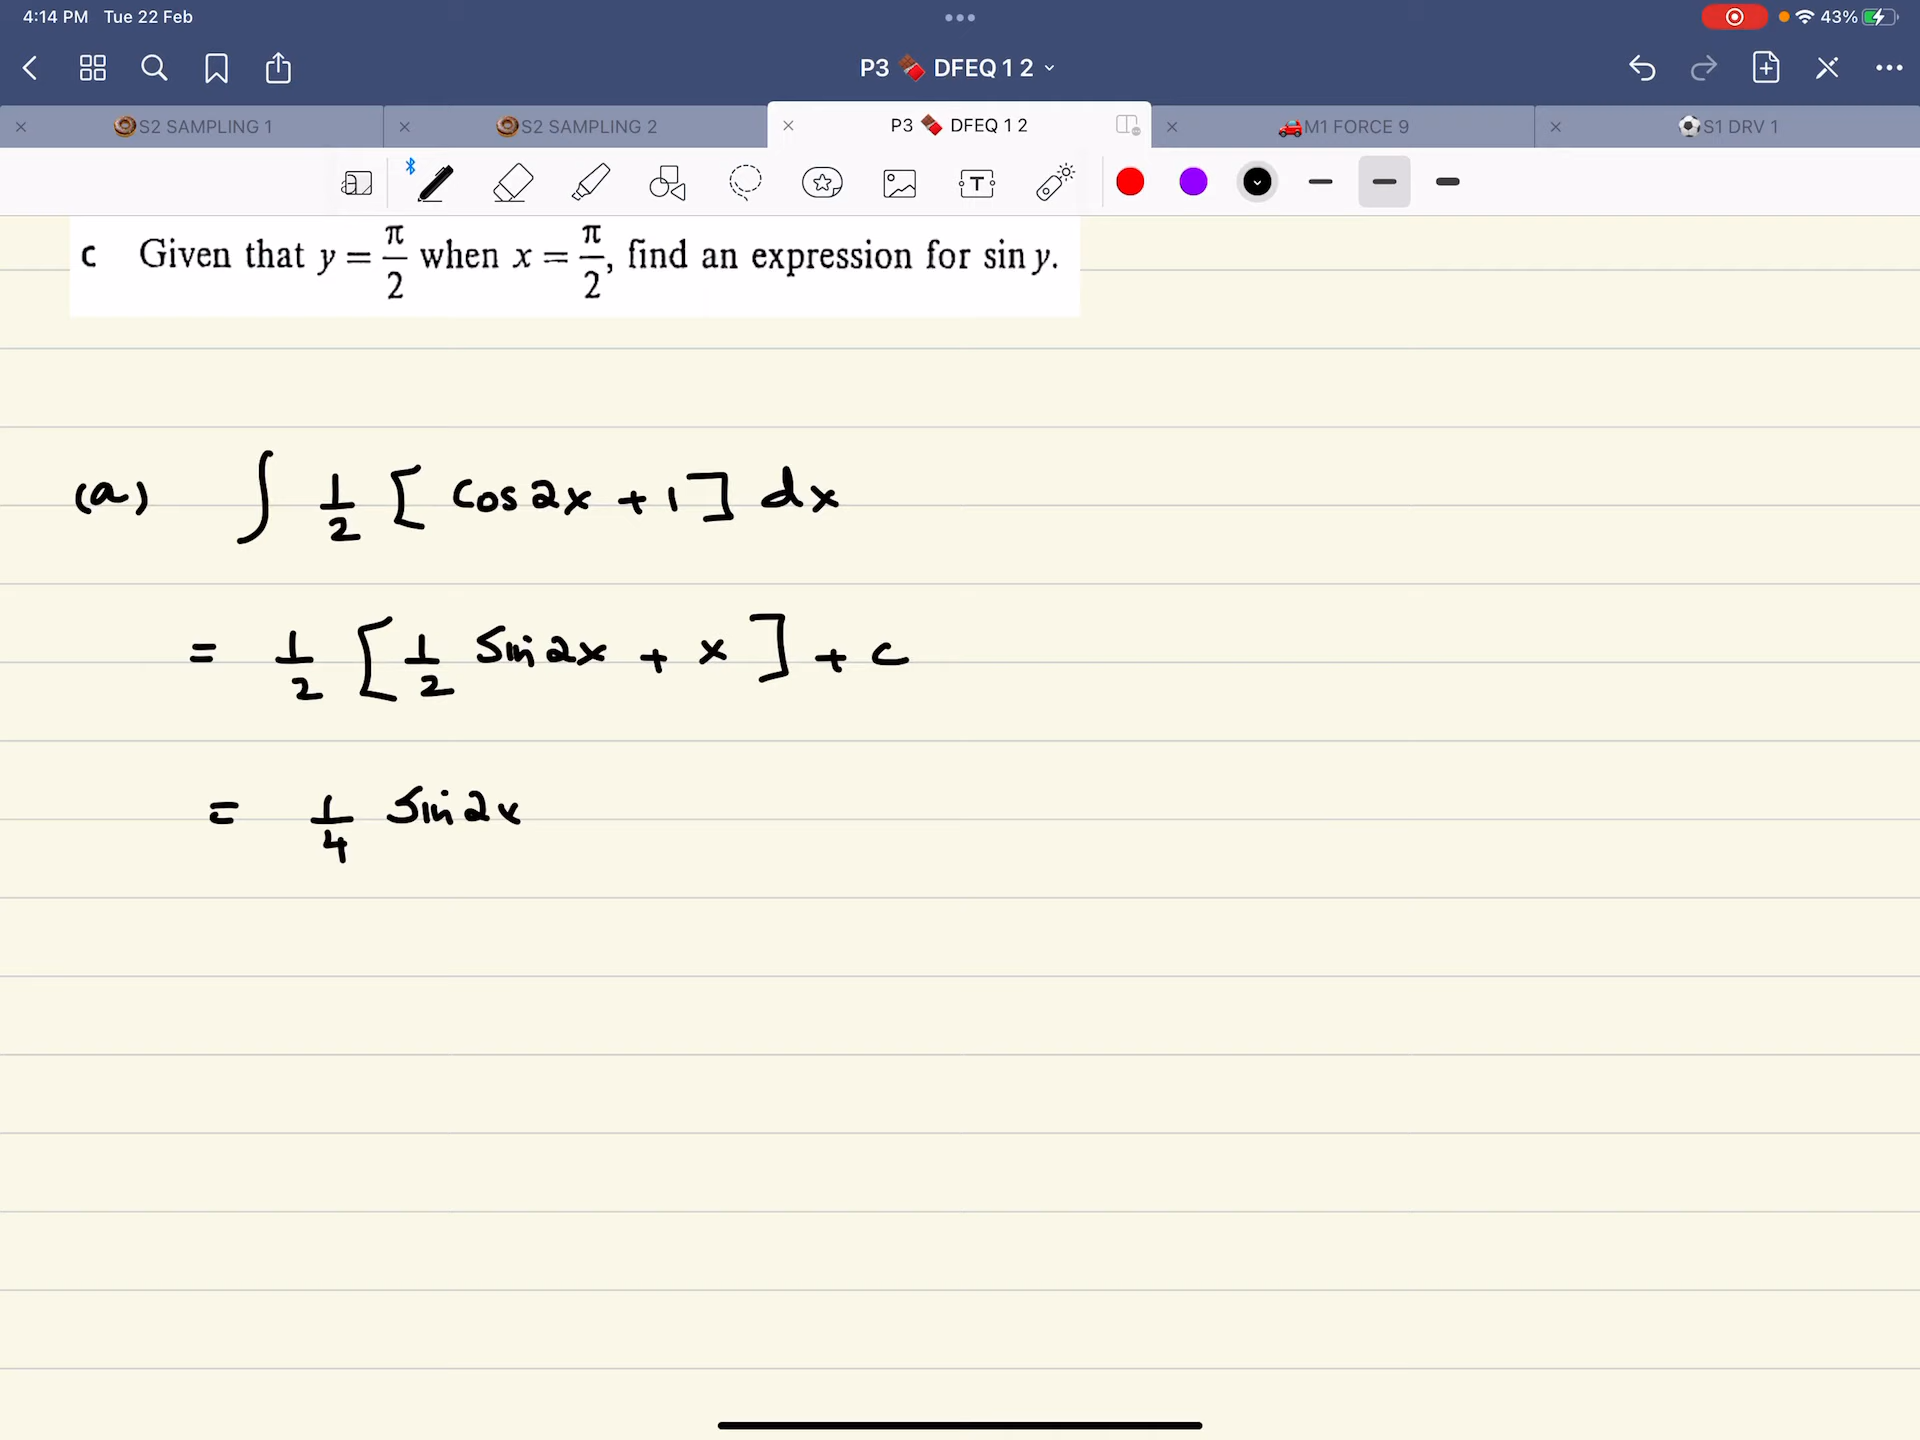 4:14 PM Tue 22 Feb 43%
P3 🍫 DFEQ 1 2
S2 SAMPLING 1 S2 SAMPLING 2 P3 🍫 DFEQ 1 2 M1 FORCE 9 S1 DRV 1
T
c Given that y = π/2 when x = π/2, find an expression for sin y.
(a) ∫ 1/2 [ cos 2x + 1 ] dx
= 1/2 [ 1/2 sin 2x + x ] + c
= 1/4 sin 2x